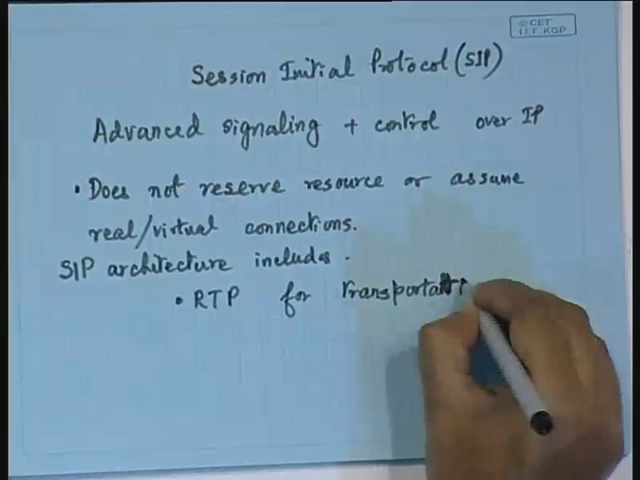 © CET
I.I.T. KGP
Session Initial Protocol (SIP)
Advanced signaling + control over IP
• Does not reserve resource or assume
real/virtual connections.
SIP architecture includes.
• RTP for